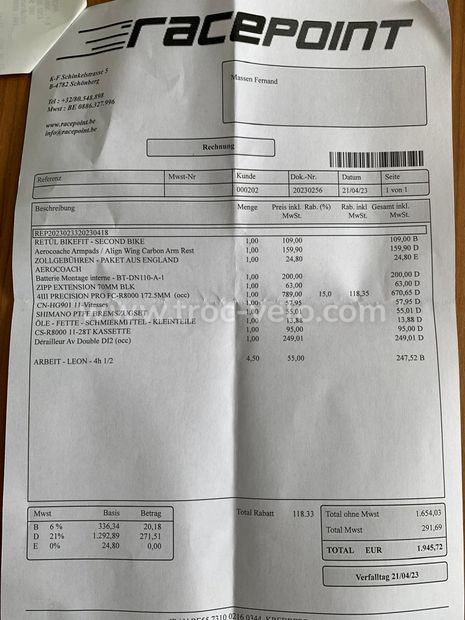 racepoint
K-F Schinkelstrasse 5
B-4782 Schönberg
Tel : +32/80.548.898
Mwst : BE 0886.327.996
www.racepoint.be
info@racepoint.be
Massen Fernand
Rechnung
Referenz Mwst-Nr Kunde Dok.-Nr. Datum Seite
000202 20230256 21/04/23 1 von 1
Beschreibung Menge Preis inkl. MwSt. Rab. (%) Rab. inkl MwSt. Gesamt inkl. MwSt.
REP2023023320230418
RETÜL BIKEFIT - SECOND BIKE 1,00 109,00 109,00 B
Aerocoache Armpads / Align Wing Carbon Arm Rest 1,00 159,90 159,90 D
ZOLLGEBÜHREN - PAKET AUS ENGLAND 1,00 24,80 24,80 E
AEROCOACH
Batterie Montage interne - BT-DN110-A-1 1,00 200,00 200,00 D
ZIPP EXTENSION 70MM BLK 1,00 63,00 63,00 D
4III PRECISION PRO FC-R8000 172.5MM (occ) 1,00 789,00 15,0 118,35 670,65 D
CN-HG901 11-Vitesses 1,00 57,95 57,95 D
SHIMANO PTFE BREMSZUGSET 1,00 55,01 55,01 D
ÖLE - FETTE - SCHMIERMITTEL - KLEINTEILE 1,00 13,88 13,88 D
CS-R8000 11-28T KASSETTE 1,00 95,00 95,00 D
Dérailleur Av Double DI2 (occ) 1,00 249,01 249,01 D
ARBEIT - LEON - 4h 1/2 4,50 55,00 247,52 B
www.troc-velo.com
Mwst Basis Betrag
B 6 % 336,34 20,18
D 21% 1.292,89 271,51
E 0% 24,80 0,00
Total Rabatt 118.33
Total ohne Mwst 1.654,03
Total Mwst 291,69
TOTAL EUR 1.945,72
Verfalltag 21/04/23
7310 0216 0344